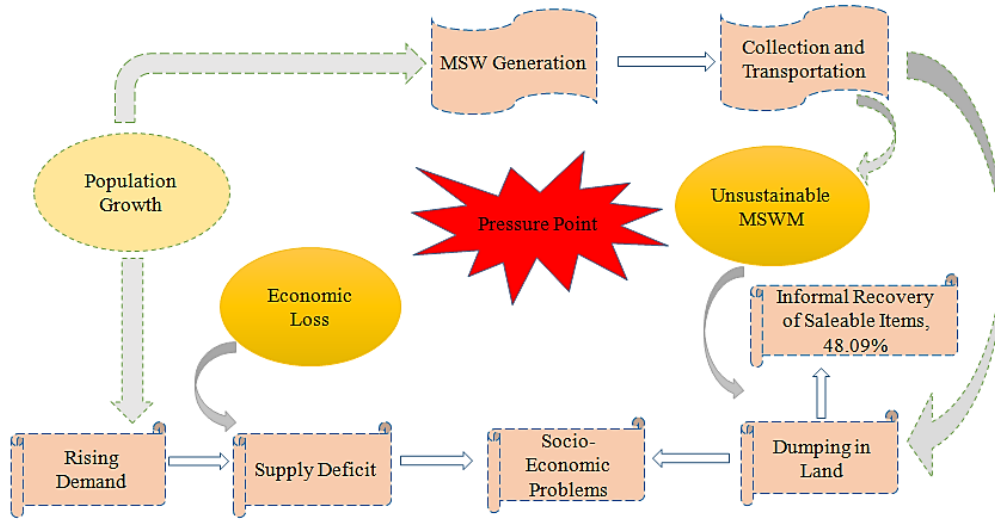 MSW Generation
Collection and
Transportation
Population
Growth
Pressure Point
Unsustainable
MSWM
Economic
Loss
Informal Recovery
of Saleable Items,
48.09%
Rising
Demand
Supply Deficit
Socio-
Economic
Problems
Dumping in
Land